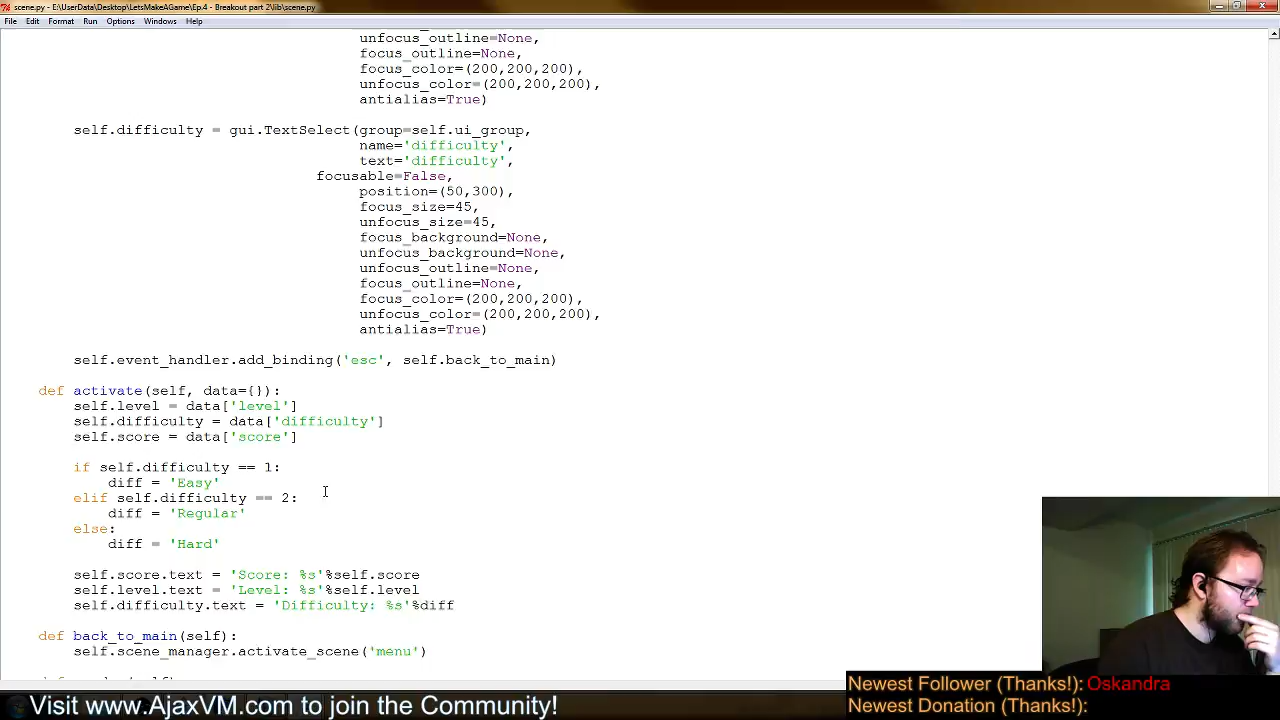 scene.py - E:\UserData\Desktop\LetsMakeAGame\Ep.4 - Breakout part 2\lib\scene.py
File Edit Format Run Options Windows Help
unfocus_outline=None,
focus_outline=None,
focus_color=(200,200,200),
unfocus_color=(200,200,200),
antialias=True)
self.difficulty = gui.TextSelect(group=self.ui_group,
name='difficulty',
text='difficulty',
focusable=False,
position=(50,300),
focus_size=45,
unfocus_size=45,
focus_background=None,
unfocus_background=None,
unfocus_outline=None,
focus_outline=None,
focus_color=(200,200,200),
unfocus_color=(200,200,200),
antialias=True)
self.event_handler.add_binding('esc', self.back_to_main)
def activate(self, data={}):
self.level = data['level']
self.difficulty = data['difficulty']
self.score = data['score']
if self.difficulty == 1:
diff = 'Easy'
elif self.difficulty == 2:
diff = 'Regular'
else:
diff = 'Hard'
self.score.text = 'Score: %s'%self.score
self.level.text = 'Level: %s'%self.level
self.difficulty.text = 'Difficulty: %s'%diff
def back_to_main(self):
self.scene_manager.activate_scene('menu')
Visit www.AjaxVM.com to join the Community!
Newest Follower (Thanks!): Oskandra
Newest Donation (Thanks!):